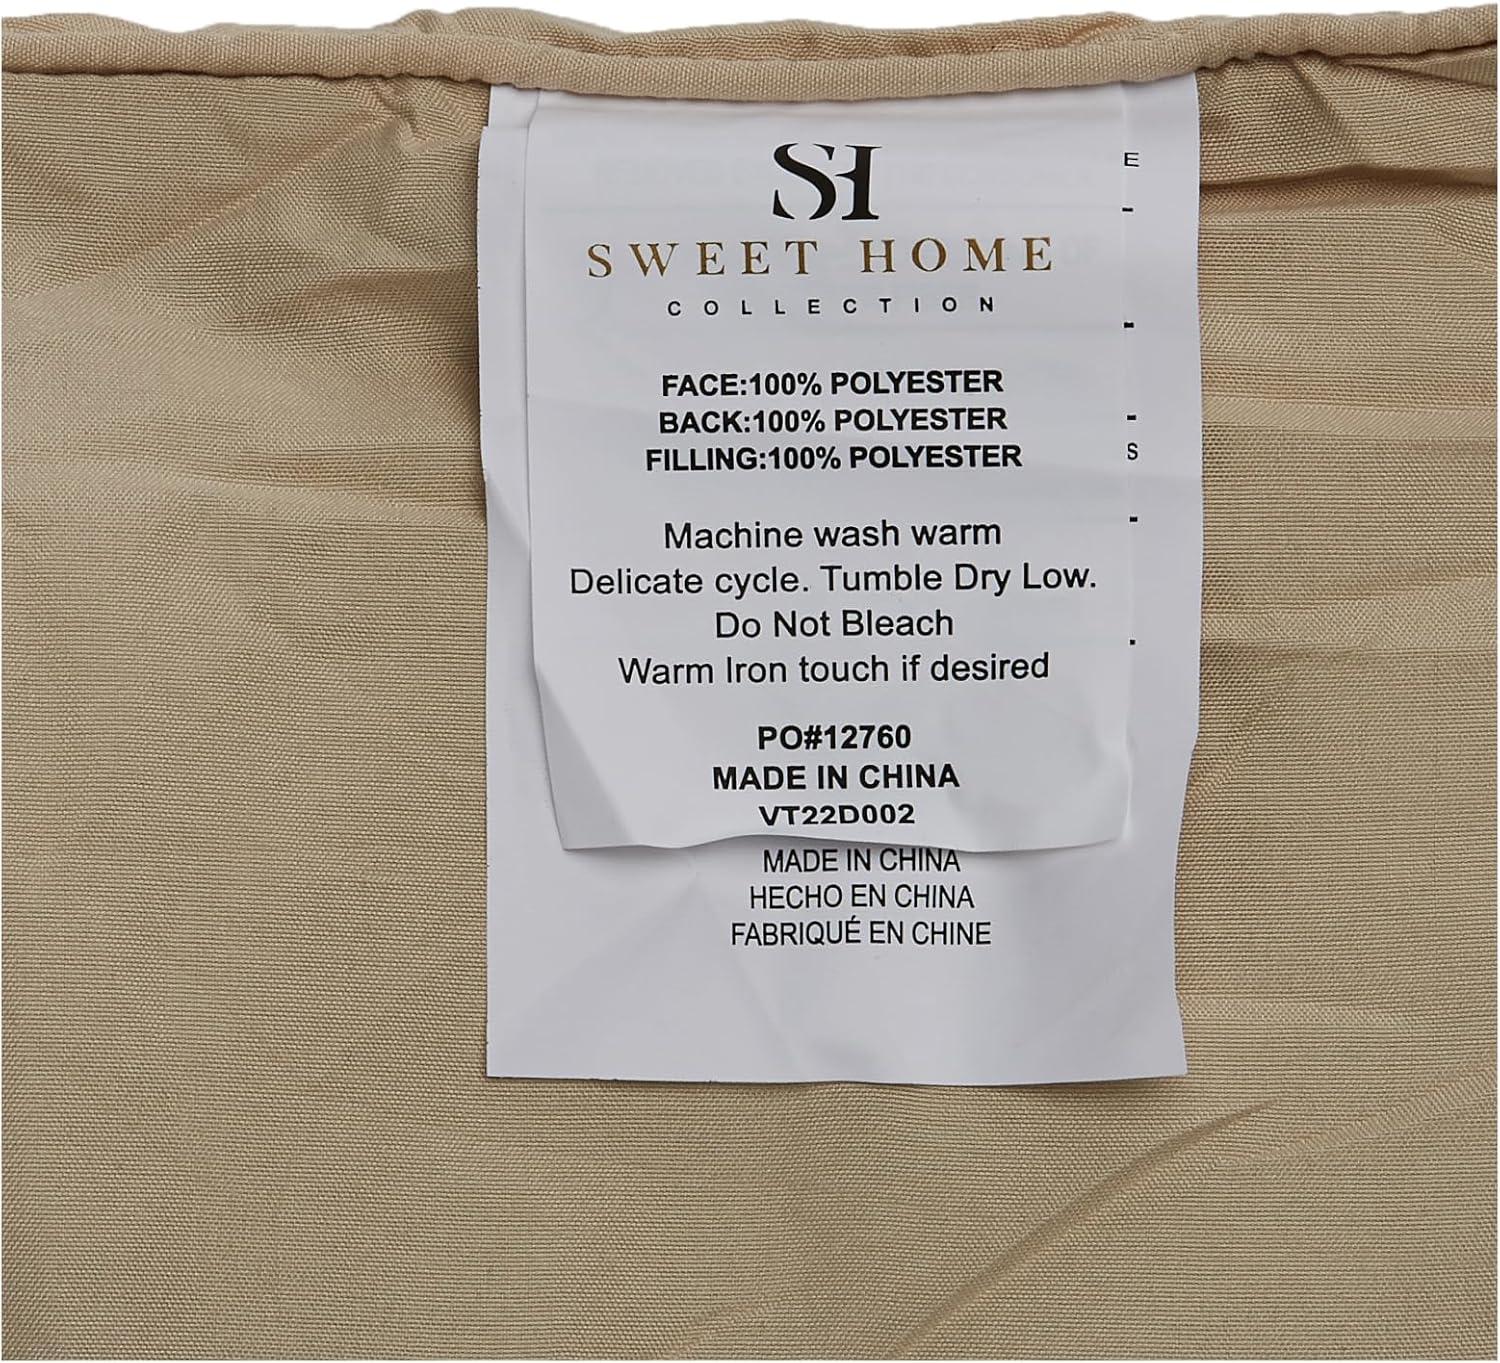 SH
SWEET HOME
COLLECTION
FACE:100% POLYESTER
BACK:100% POLYESTER
FILLING:100% POLYESTER
Machine wash warm
Delicate cycle. Tumble Dry Low.
Do Not Bleach
Warm Iron touch if desired
PO#12760
MADE IN CHINA
VT22D002
MADE IN CHINA
HECHO EN CHINA
FABRIQUÉ EN CHINE
E
S